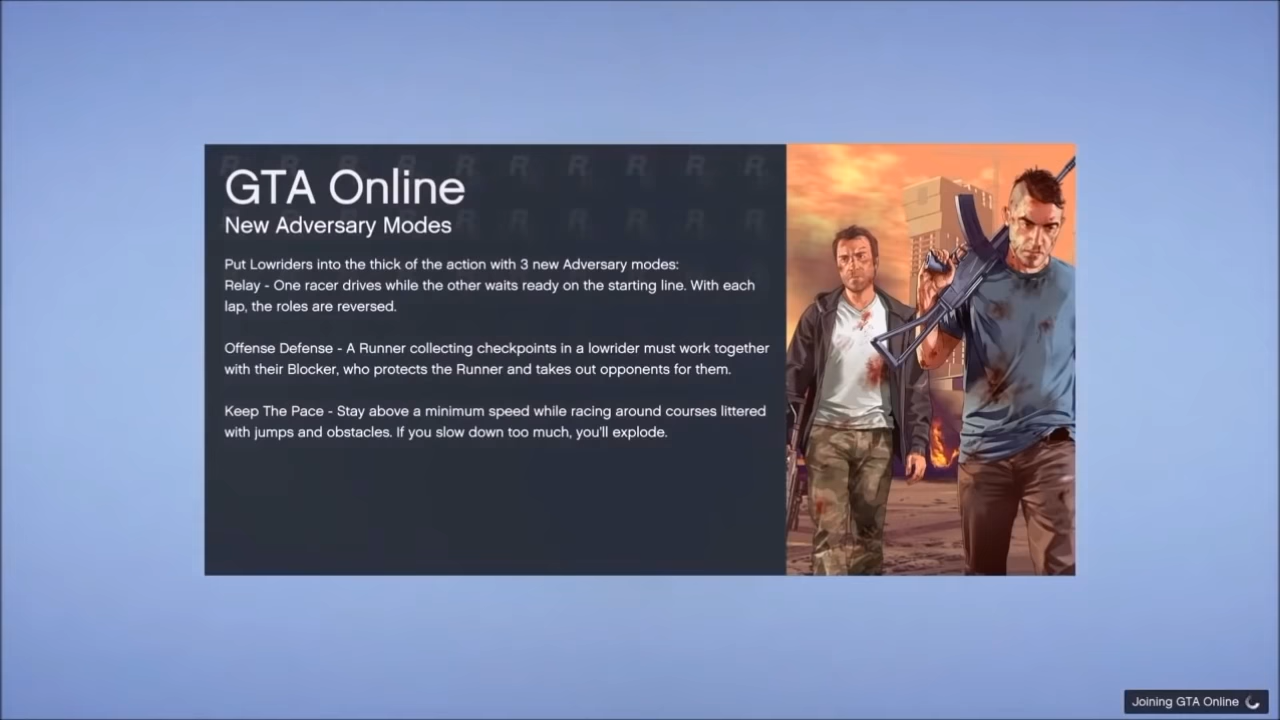 GTA Online
New Adversary Modes
Put Lowriders into the thick of the action with 3 new Adversary modes:
Relay - One racer drives while the other waits ready on the starting line. With each
lap, the roles are reversed.
Offense Defense - A Runner collecting checkpoints in a lowrider must work together
with their Blocker, who protects the Runner and takes out opponents for them.
Keep The Pace - Stay above a minimum speed while racing around courses littered
with jumps and obstacles. If you slow down too much, you'll explode.
Joining GTA Online